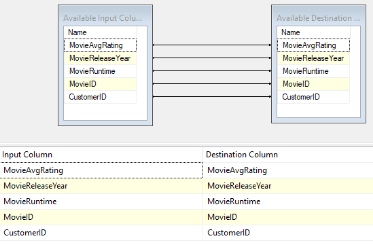 Available Input Colu...
Available Destination ...
Name
MovieAvgRating
MovieReleaseYear
MovieRuntime
MovieID
CustomerID
Name
MovieAvgRating
MovieReleaseYear
MovieRuntime
MovieID
CustomerID
Input Column
Destination Column
MovieAvgRating
MovieAvgRating
MovieReleaseYear
MovieReleaseYear
MovieRuntime
MovieRuntime
MovieID
MovieID
CustomerID
CustomerID